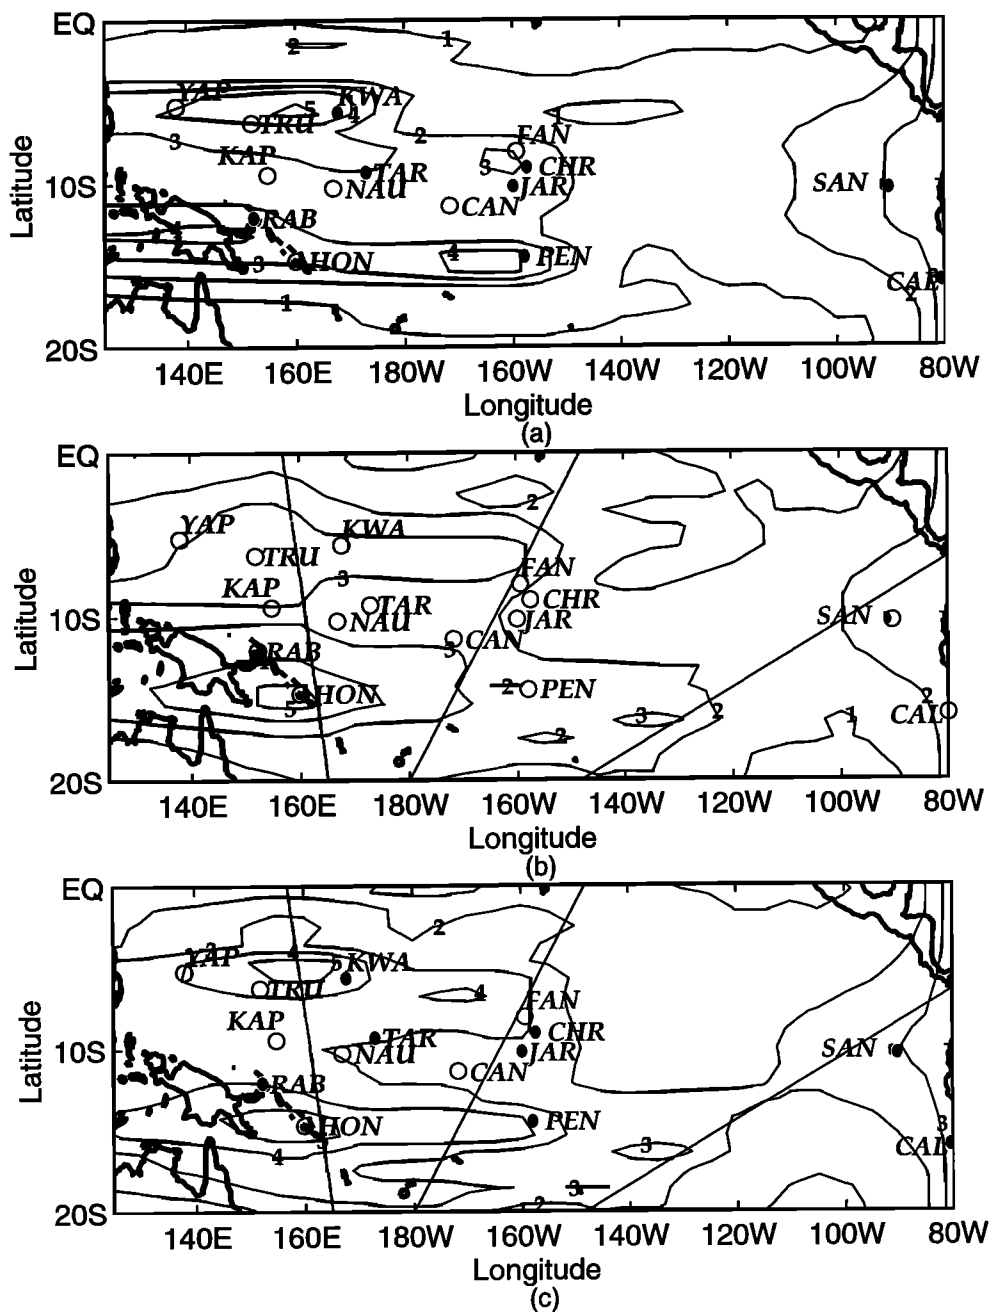 EQ
2
1
YAP
5
KWA
4
1
TRU
2
FAN
3
KAP
TAR
3
CHR
10S
NAU
JAR
SAN
CAN
RAB
4
HON
3
4
PEN
CAL
2
1
20S
140E 160E 180W 160W 140W 120W 100W 80W
Latitude
Longitude
(a)
EQ
2
YAP
KWA
TRU
FAN
3
KAP
CHR
TAR
10S
NAU
JAR
SAN
CAN
3
RAB
HON
2
PEN
5
3
2
1
2
CAL
2
20S
140E 160E 180W 160W 140W 120W 100W 80W
Latitude
Longitude
(b)
EQ
2
3
4
YAP
5
KWA
TRU
4
FAN
KAP
TAR
CHR
10S
NAU
JAR
SAN
CAN
RAB
HON
PEN
3
3
CAL
4
3
3
2
20S
140E 160E 180W 160W 140W 120W 100W 80W
Latitude
Longitude
(c)